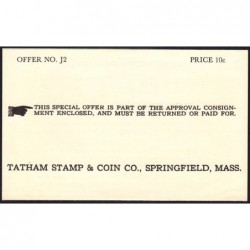 OFFER NO. J2 PRICE 10c
THIS SPECIAL OFFER IS PART OF THE APPROVAL CONSIGN-
MENT ENCLOSED, AND MUST BE RETURNED OR PAID FOR.
TATHAM STAMP & COIN CO., SPRINGFIELD, MASS.